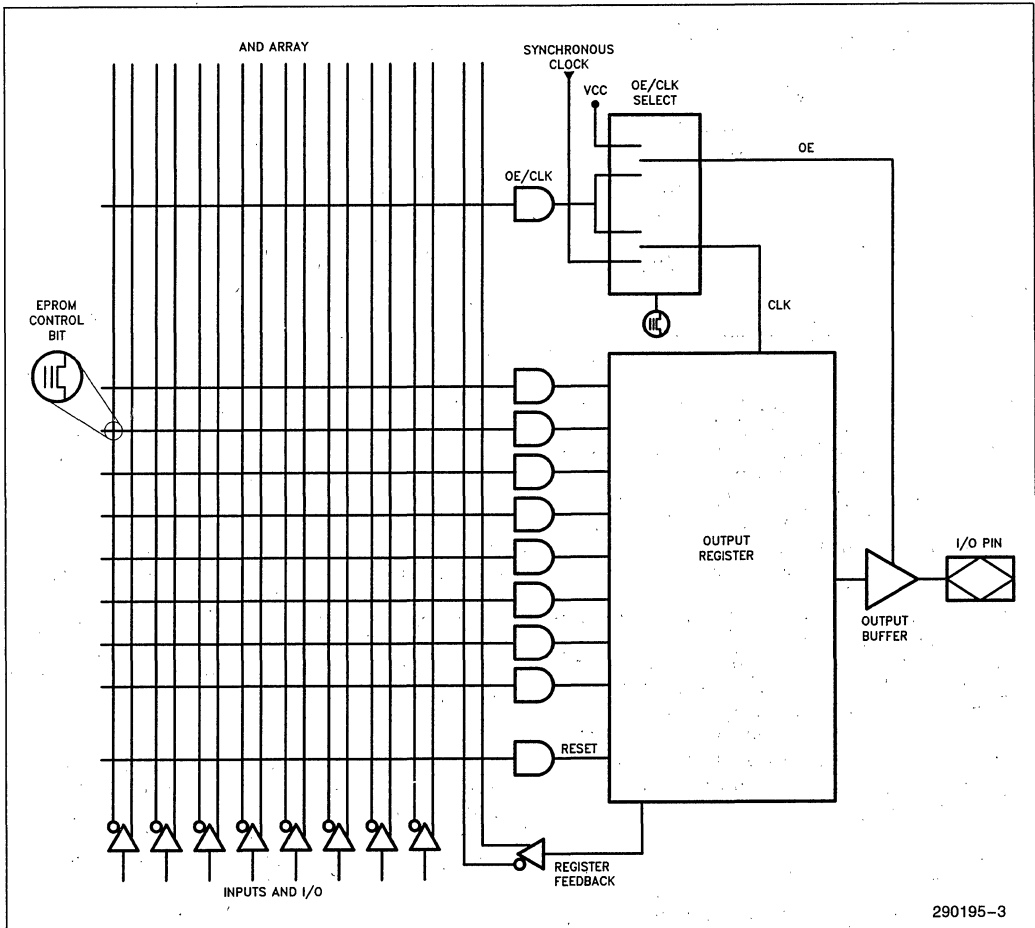 AND ARRAY
SYNCHRONOUS
CLOCK
VCC
OE/CLK
SELECT
OE
OE/CLK
CLK
EPROM
CONTROL
BIT
OUTPUT
REGISTER
I/O PIN
OUTPUT
BUFFER
RESET
REGISTER
FEEDBACK
INPUTS AND I/O
290195-3